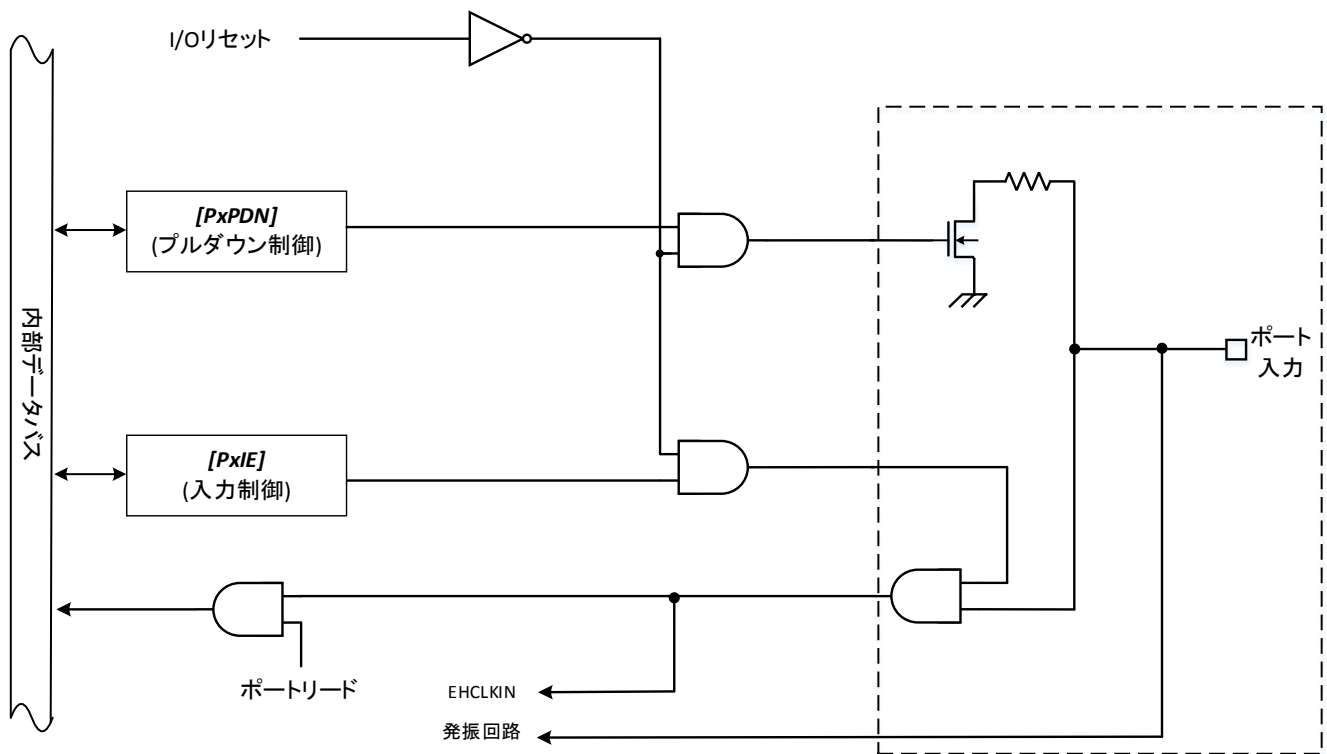 I/Oリセット
[PxPDN]
(プルダウン制御)
内部データバス
ポート
入力
[PxIE]
(入力制御)
ポートリード
EHCLKIN
発振回路